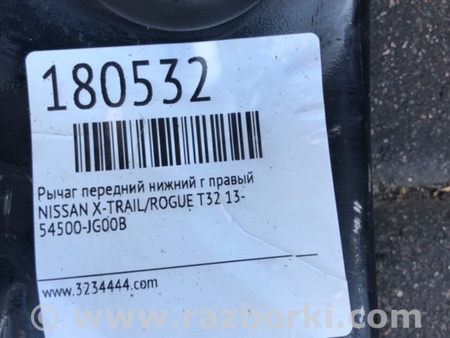 180532
Рычаг передний нижний г правый
NISSAN X-TRAIL/ROGUE T32 13-
54500-JG00B
www.3234444.com
© www.razborki.com